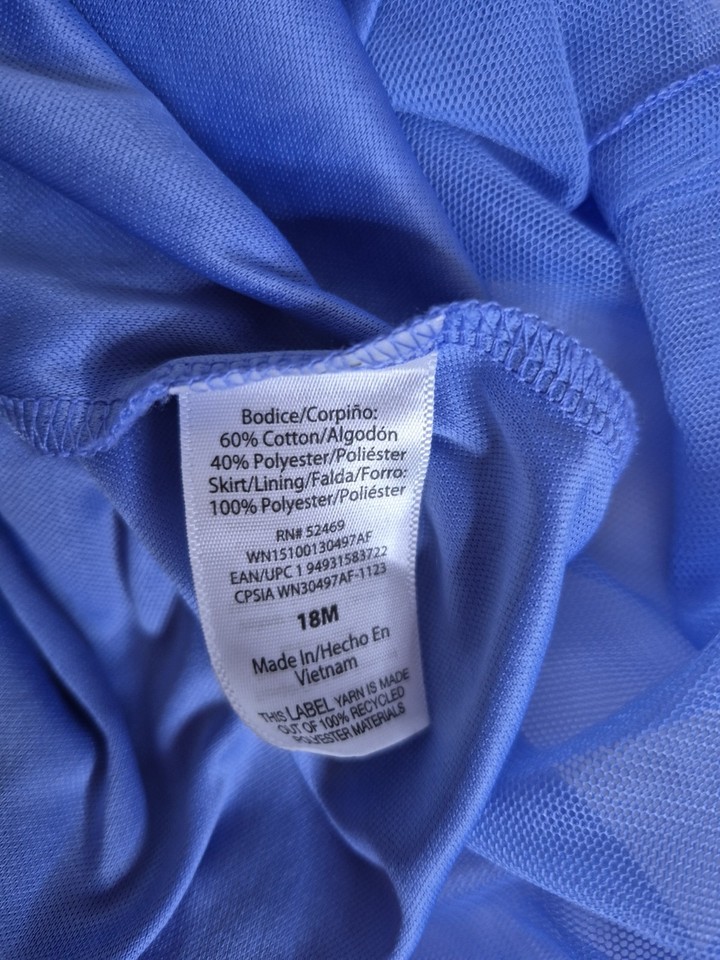 Bodice/Corpiño:
60% Cotton/Algodón
40% Polyester/Poliéster
Skirt/Lining/Falda/Forro:
100% Polyester/Poliéster
RN# 52469
WN15100130497AF
EAN/UPC 1 94931583722
CPSIA WN30497AF-1123
18M
Made In/Hecho En
Vietnam
THIS LABEL YARN IS MADE
OUT OF 100% RECYCLED
POLYESTER MATERIALS